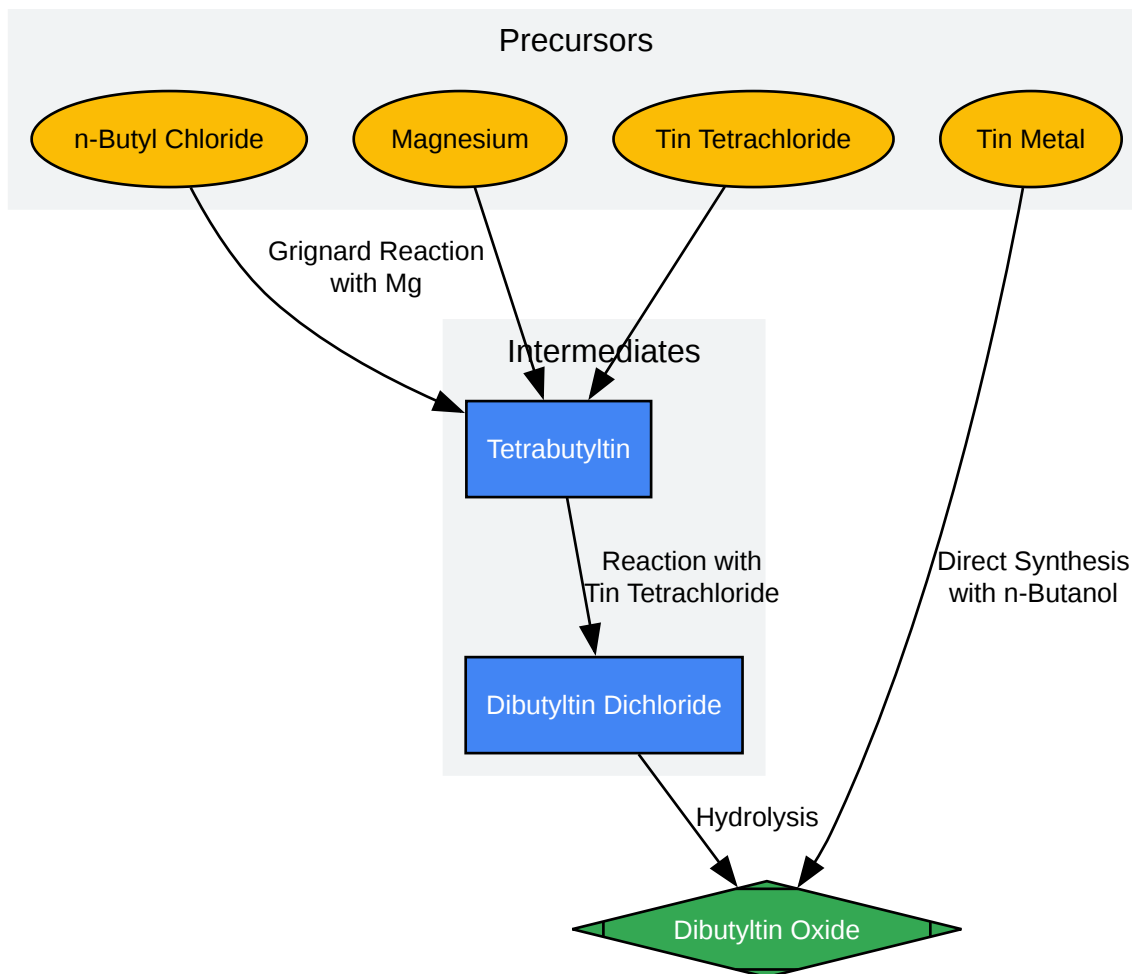 Precursors
n-Butyl Chloride
Magnesium
Tin Tetrachloride
Tin Metal
Grignard Reaction
with Mg
Intermediates
Tetrabutyltin
Reaction with
Tin Tetrachloride
Direct Synthesis
with n-Butanol
Dibutyltin Dichloride
Hydrolysis
Dibutyltin Oxide